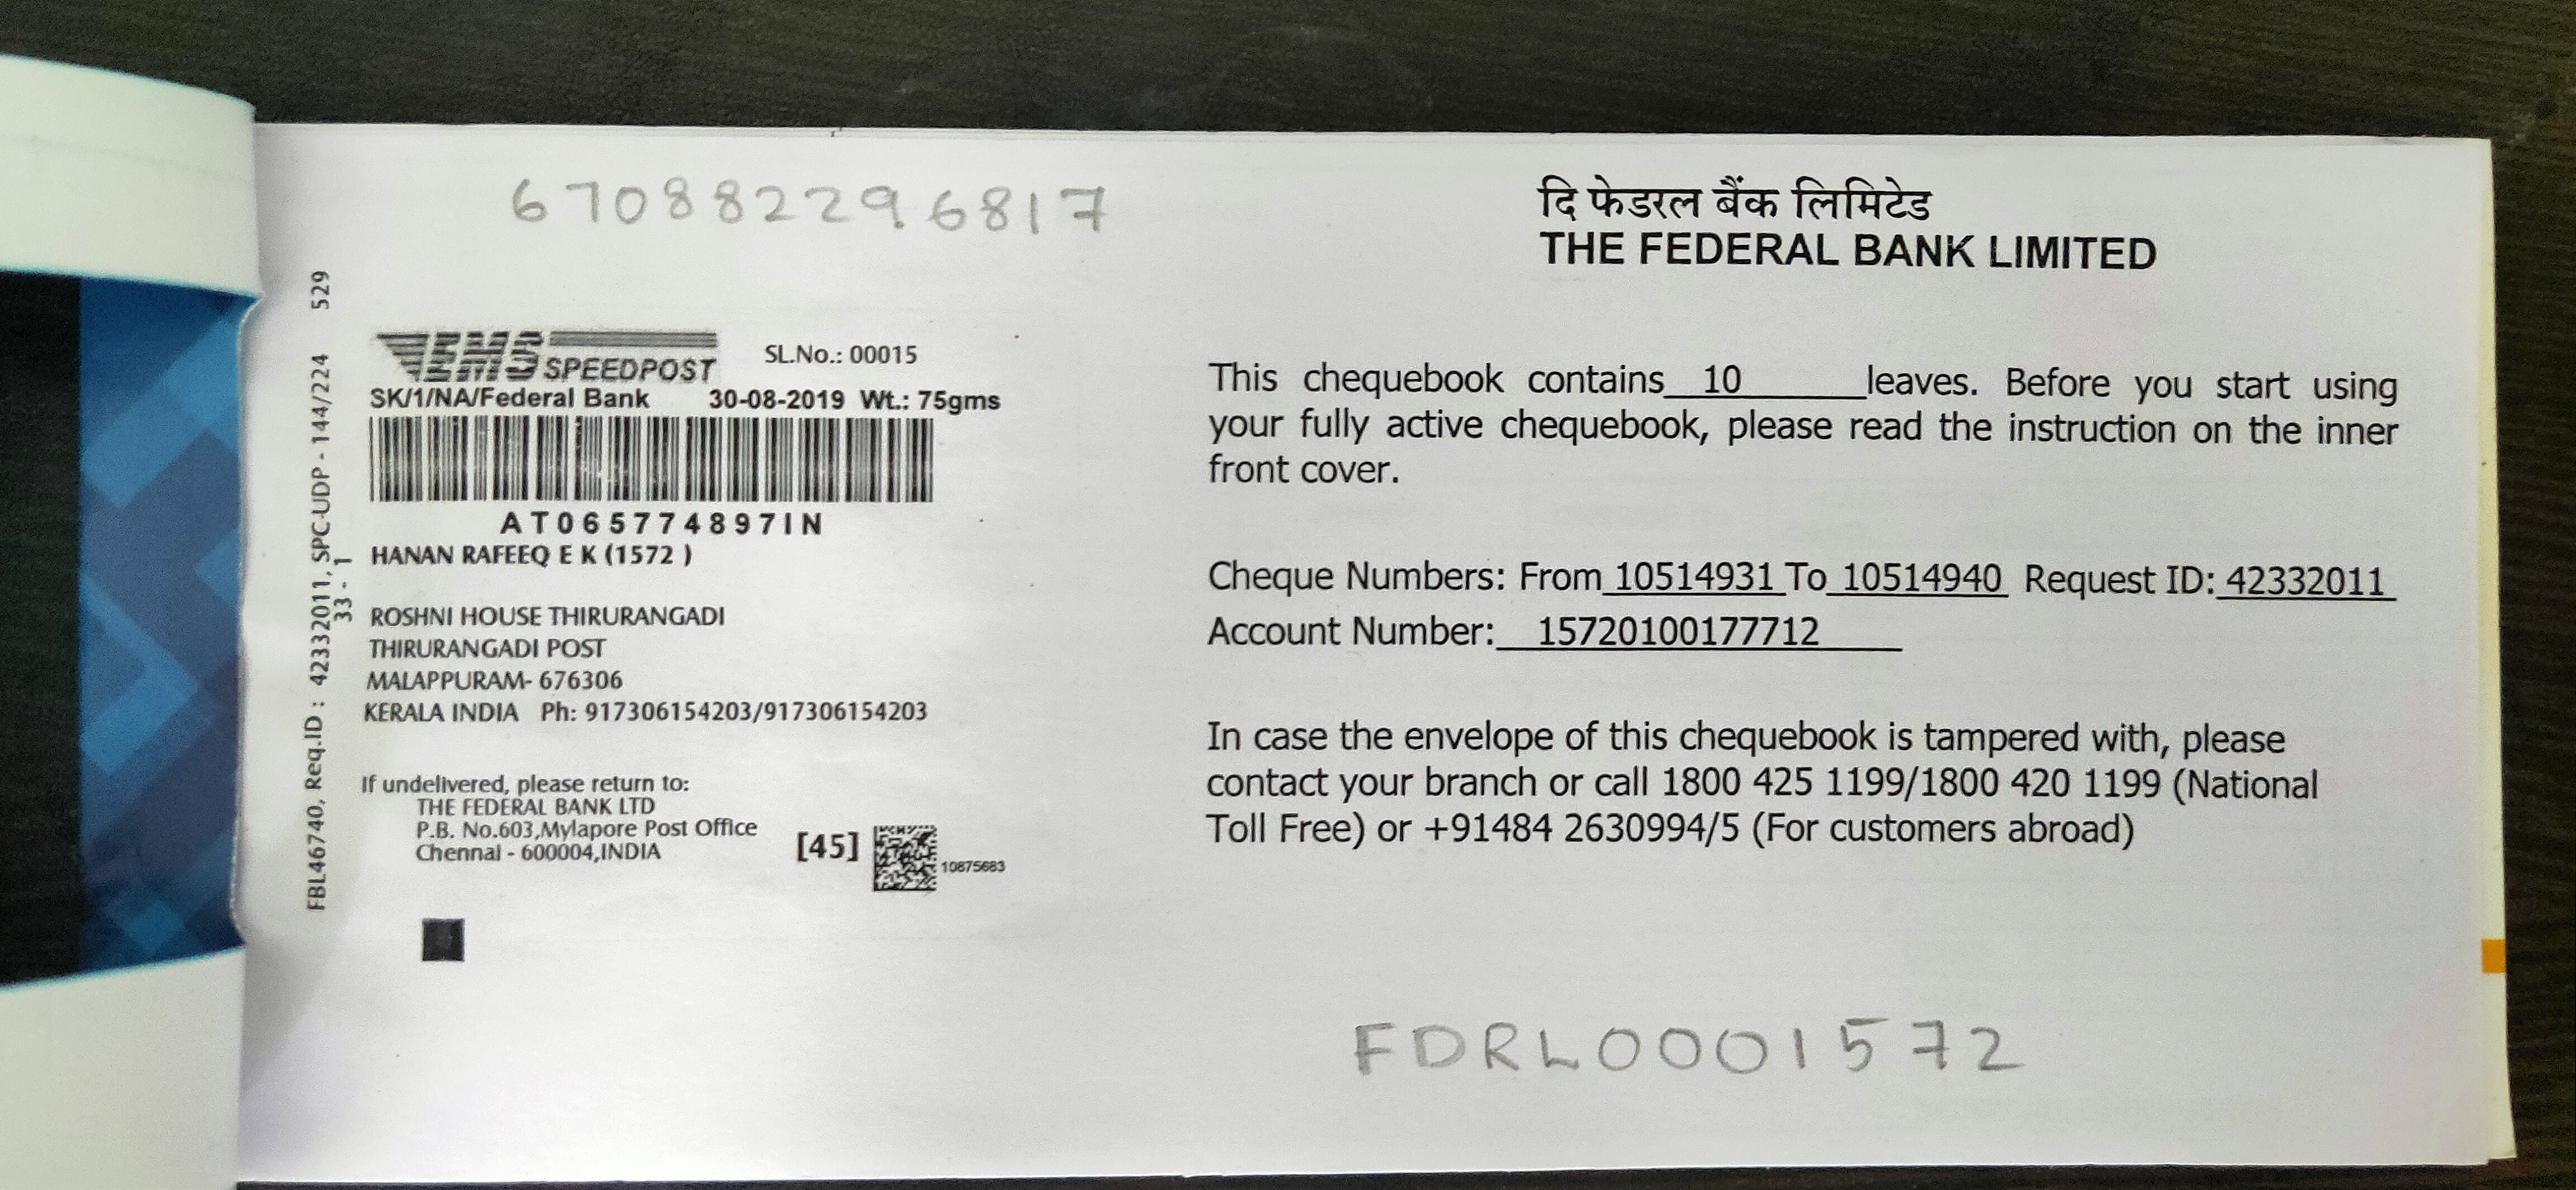 670882296817
529
FBL46740, Req.ID : 42332011, SPC-UDP - 144/224
33 - 1
EMS SPEEDPOST
SL.No.: 00015
SK/1/NA/Federal Bank 30-08-2019 Wt.: 75gms
AT065774897IN
HANAN RAFEEQ E K (1572 )
ROSHNI HOUSE THIRURANGADI
THIRURANGADI POST
MALAPPURAM- 676306
KERALA INDIA Ph: 917306154203/917306154203
If undelivered, please return to:
THE FEDERAL BANK LTD
P.B. No.603,Mylapore Post Office
Chennai - 600004,INDIA
[45]
10875683
दि फेडरल बैंक लिमिटेड
THE FEDERAL BANK LIMITED
This chequebook contains 10 leaves. Before you start using
your fully active chequebook, please read the instruction on the inner
front cover.
Cheque Numbers: From 10514931 To 10514940 Request ID: 42332011
Account Number: 15720100177712
In case the envelope of this chequebook is tampered with, please
contact your branch or call 1800 425 1199/1800 420 1199 (National
Toll Free) or +91484 2630994/5 (For customers abroad)
FDRL0001572